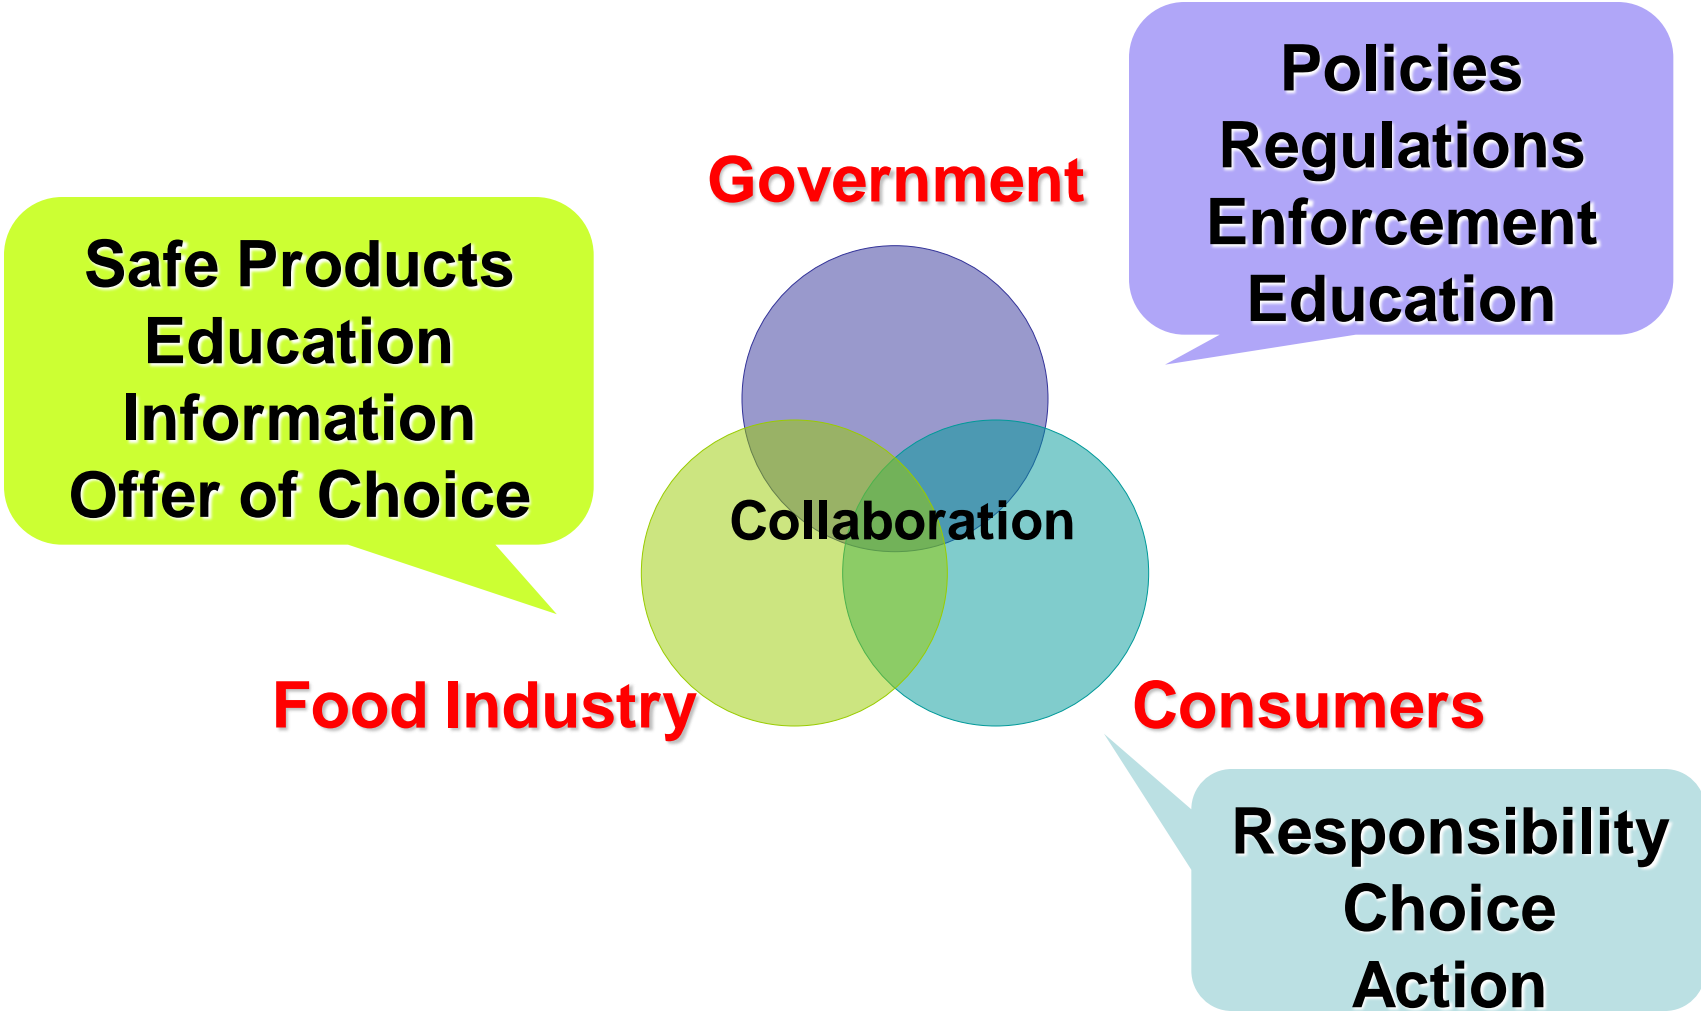 Policies
Regulations
Enforcement
Education
Government
Safe Products
Education
Information
Offer of Choice
Collaboration
Food Industry
Consumers
Responsibility
Choice
Action